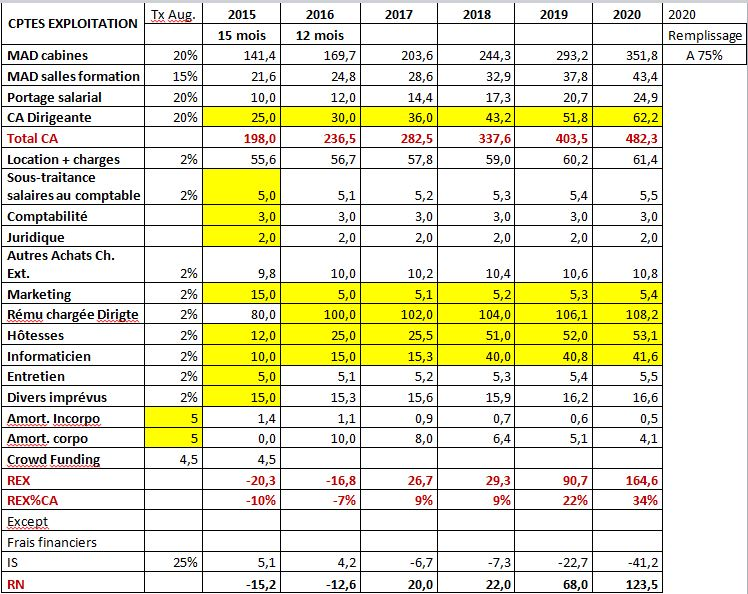 CPTES EXPLOITATION Tx Aug. 2015 2016 2017 2018 2019 2020 2020
15 mois 12 mois Remplissage
MAD cabines 20% 141,4 169,7 203,6 244,3 293,2 351,8 A 75%
MAD salles formation 15% 21,6 24,8 28,6 32,9 37,8 43,4
Portage salarial 20% 10,0 12,0 14,4 17,3 20,7 24,9
CA Dirigeante 20% 25,0 30,0 36,0 43,2 51,8 62,2
Total CA 198,0 236,5 282,5 337,6 403,5 482,3
Location + charges 2% 55,6 56,7 57,8 59,0 60,2 61,4
Sous-traitance
salaires au comptable 2% 5,0 5,1 5,2 5,3 5,4 5,5
Comptabilité 3,0 3,0 3,0 3,0 3,0 3,0
Juridique 2,0 2,0 2,0 2,0 2,0 2,0
Autres Achats Ch.
Ext. 2% 9,8 10,0 10,2 10,4 10,6 10,8
Marketing 2% 15,0 5,0 5,1 5,2 5,3 5,4
Rému chargée Dirigte 2% 80,0 100,0 102,0 104,0 106,1 108,2
Hôtesses 2% 12,0 25,0 25,5 51,0 52,0 53,1
Informaticien 2% 10,0 15,0 15,3 40,0 40,8 41,6
Entretien 2% 5,0 5,1 5,2 5,3 5,4 5,5
Divers imprévus 2% 15,0 15,3 15,6 15,9 16,2 16,6
Amort. Incorpo 5 1,4 1,1 0,9 0,7 0,6 0,5
Amort. corpo 5 0,0 10,0 8,0 6,4 5,1 4,1
Crowd Funding 4,5 4,5
REX -20,3 -16,8 26,7 29,3 90,7 164,6
REX%CA -10% -7% 9% 9% 22% 34%
Except
Frais financiers
IS 25% 5,1 4,2 -6,7 -7,3 -22,7 -41,2
RN -15,2 -12,6 20,0 22,0 68,0 123,5